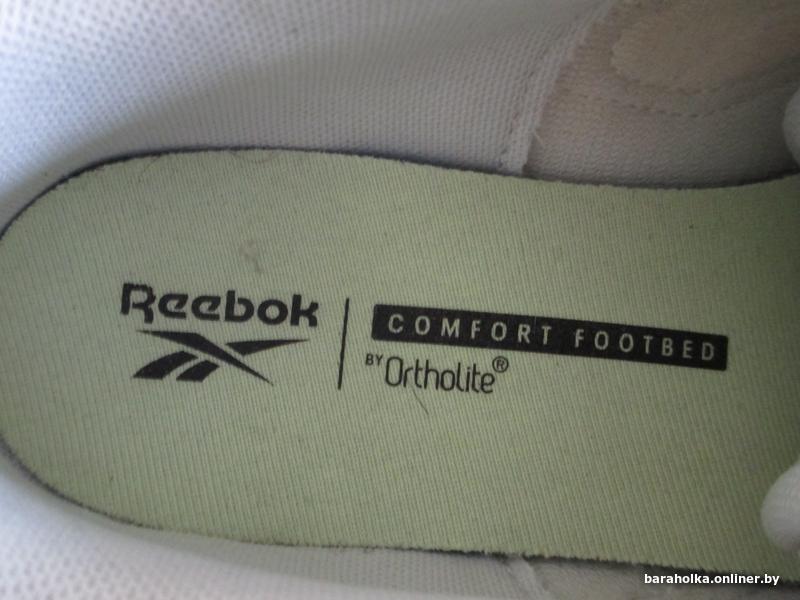 Reebok
COMFORT FOOTBED
BY Ortholite®
baraholka.onliner.by